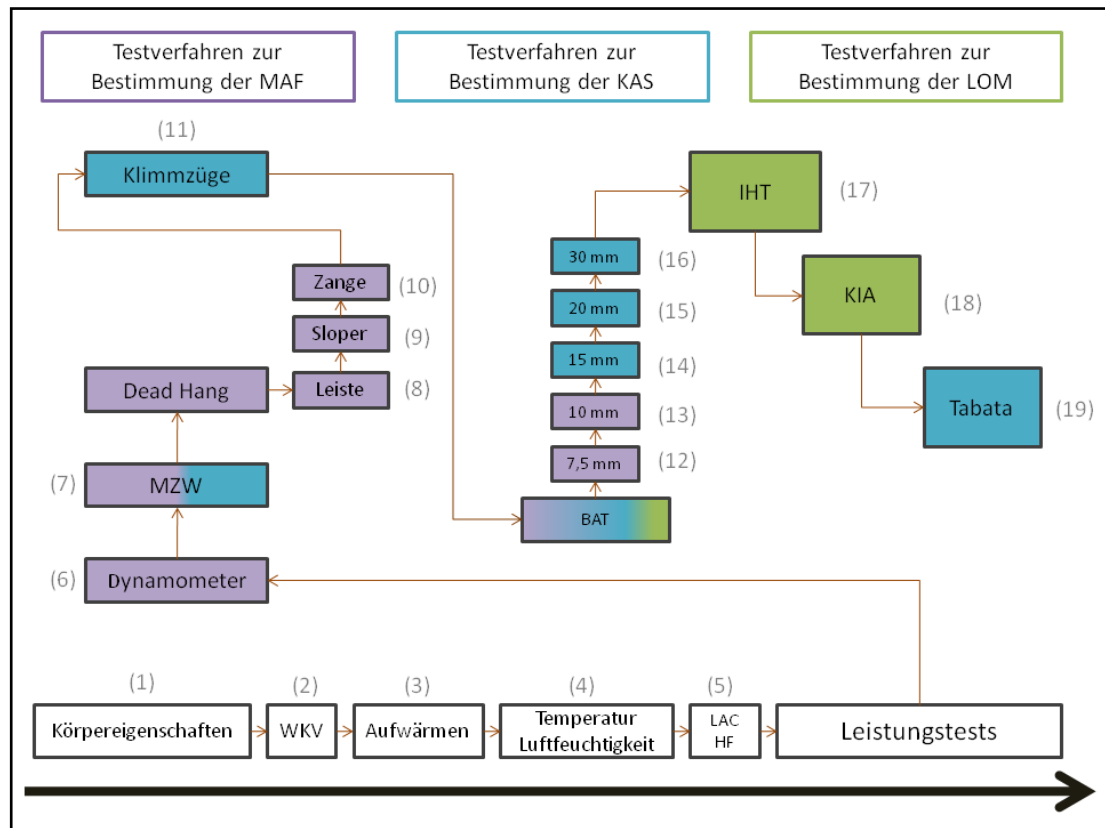 Testverfahren zur
Bestimmung der MAF
Testverfahren zur
Bestimmung der KAS
Testverfahren zur
Bestimmung der LOM
(11)
Klimmzüge
IHT
(17)
30 mm
(16)
Zange
(10)
KIA
(18)
20 mm
(15)
Sloper
(9)
15 mm
(14)
Dead Hang
Leiste
(8)
10 mm
(13)
Tabata
(19)
7,5 mm
(12)
(7)
MZW
BAT
(6)
Dynamometer
(1)
(2)
(3)
(4)
(5)
Körpereigenschaften
WKV
Aufwärmen
Temperatur
Luftfeuchtigkeit
LAC
HF
Leistungstests